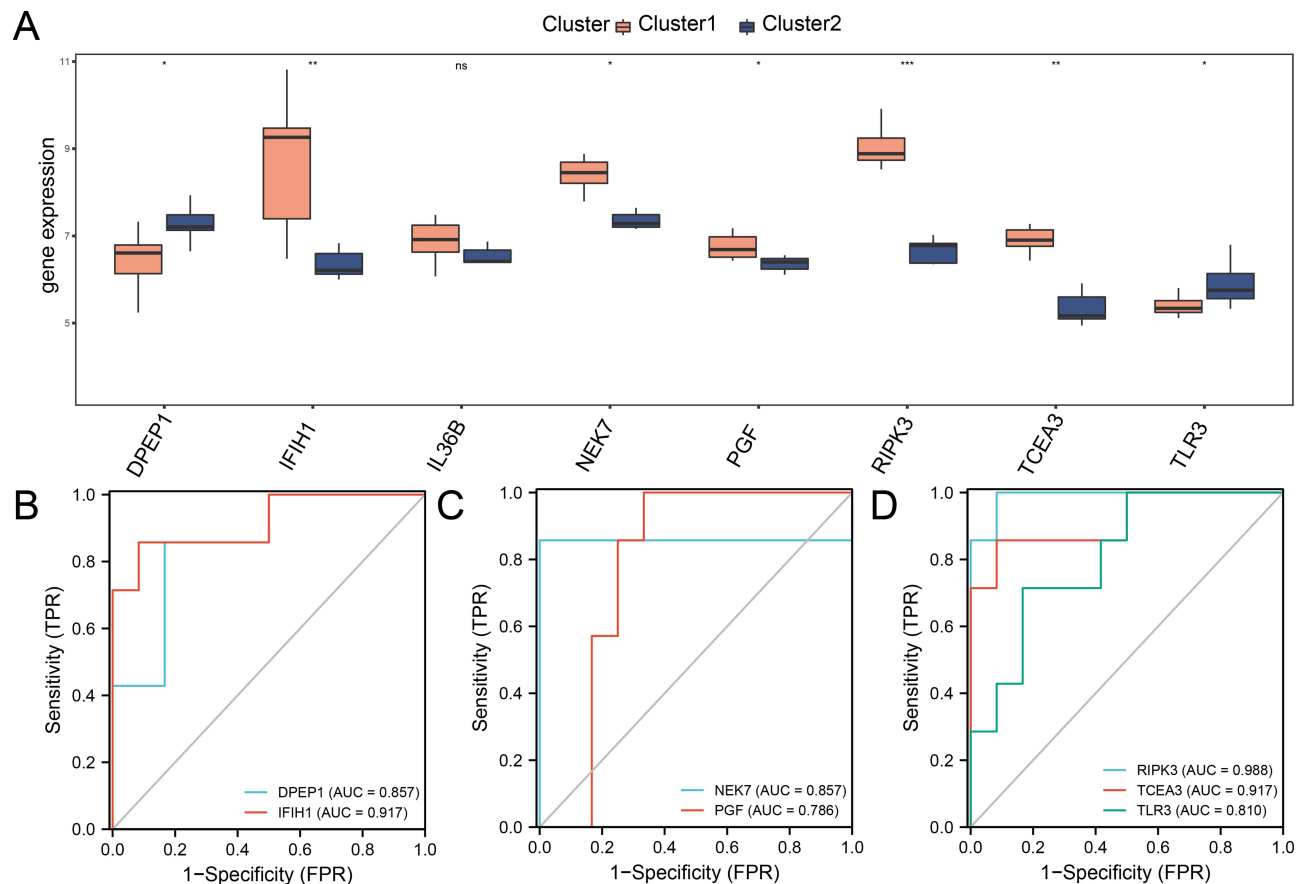 A
Cluster Cluster1 Cluster2
* ** ns * * *** ** *
11
9
7
5
gene expression
DPEP1 IFIH1 IL36B NEK7 PGF RIPK3 TCEA3 TLR3
B
1.0
0.8
0.6
0.4
0.2
0.0
Sensitivity (TPR)
DPEP1 (AUC = 0.857)
IFIH1 (AUC = 0.917)
0.0 0.2 0.4 0.6 0.8 1.0
1−Specificity (FPR)
C
1.0
0.8
0.6
0.4
0.2
0.0
Sensitivity (TPR)
NEK7 (AUC = 0.857)
PGF (AUC = 0.786)
0.0 0.2 0.4 0.6 0.8 1.0
1−Specificity (FPR)
D
1.0
0.8
0.6
0.4
0.2
0.0
Sensitivity (TPR)
RIPK3 (AUC = 0.988)
TCEA3 (AUC = 0.917)
TLR3 (AUC = 0.810)
0.0 0.2 0.4 0.6 0.8 1.0
1−Specificity (FPR)